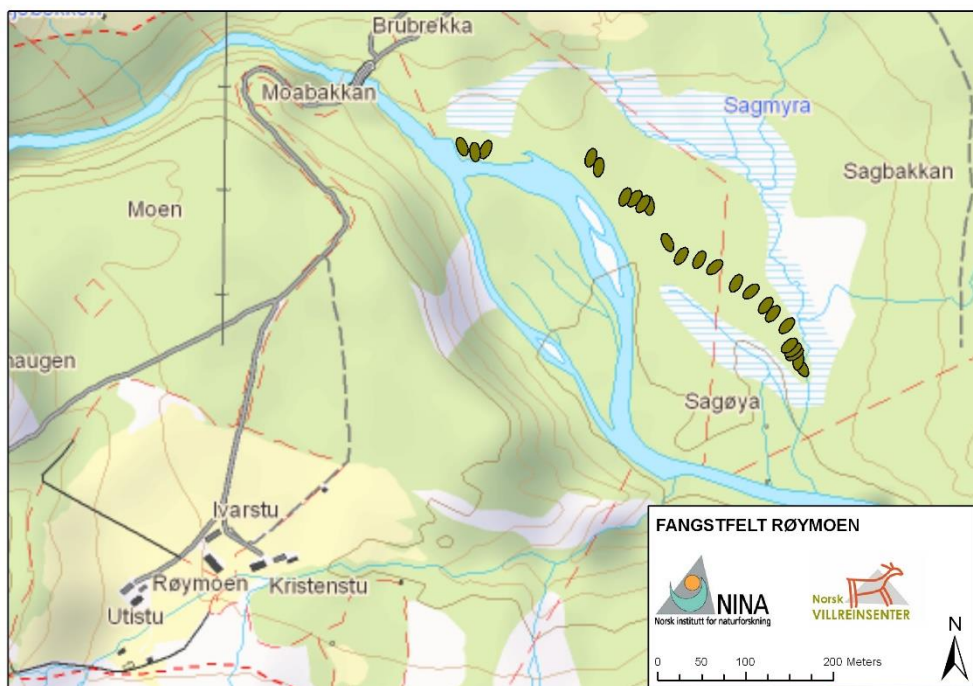 Brubrekka
Moabakkan
Sagmyra
Sagbakkan
Moen
haugen
Sagøya
Ivarstu
Røymoen
Kristenstu
Utistu
FANGSTFELT RØYMOEN
NINA
Norsk institutt for naturforskning
Norsk
VILLREINSENTER
N
0 50 100 200 Meters